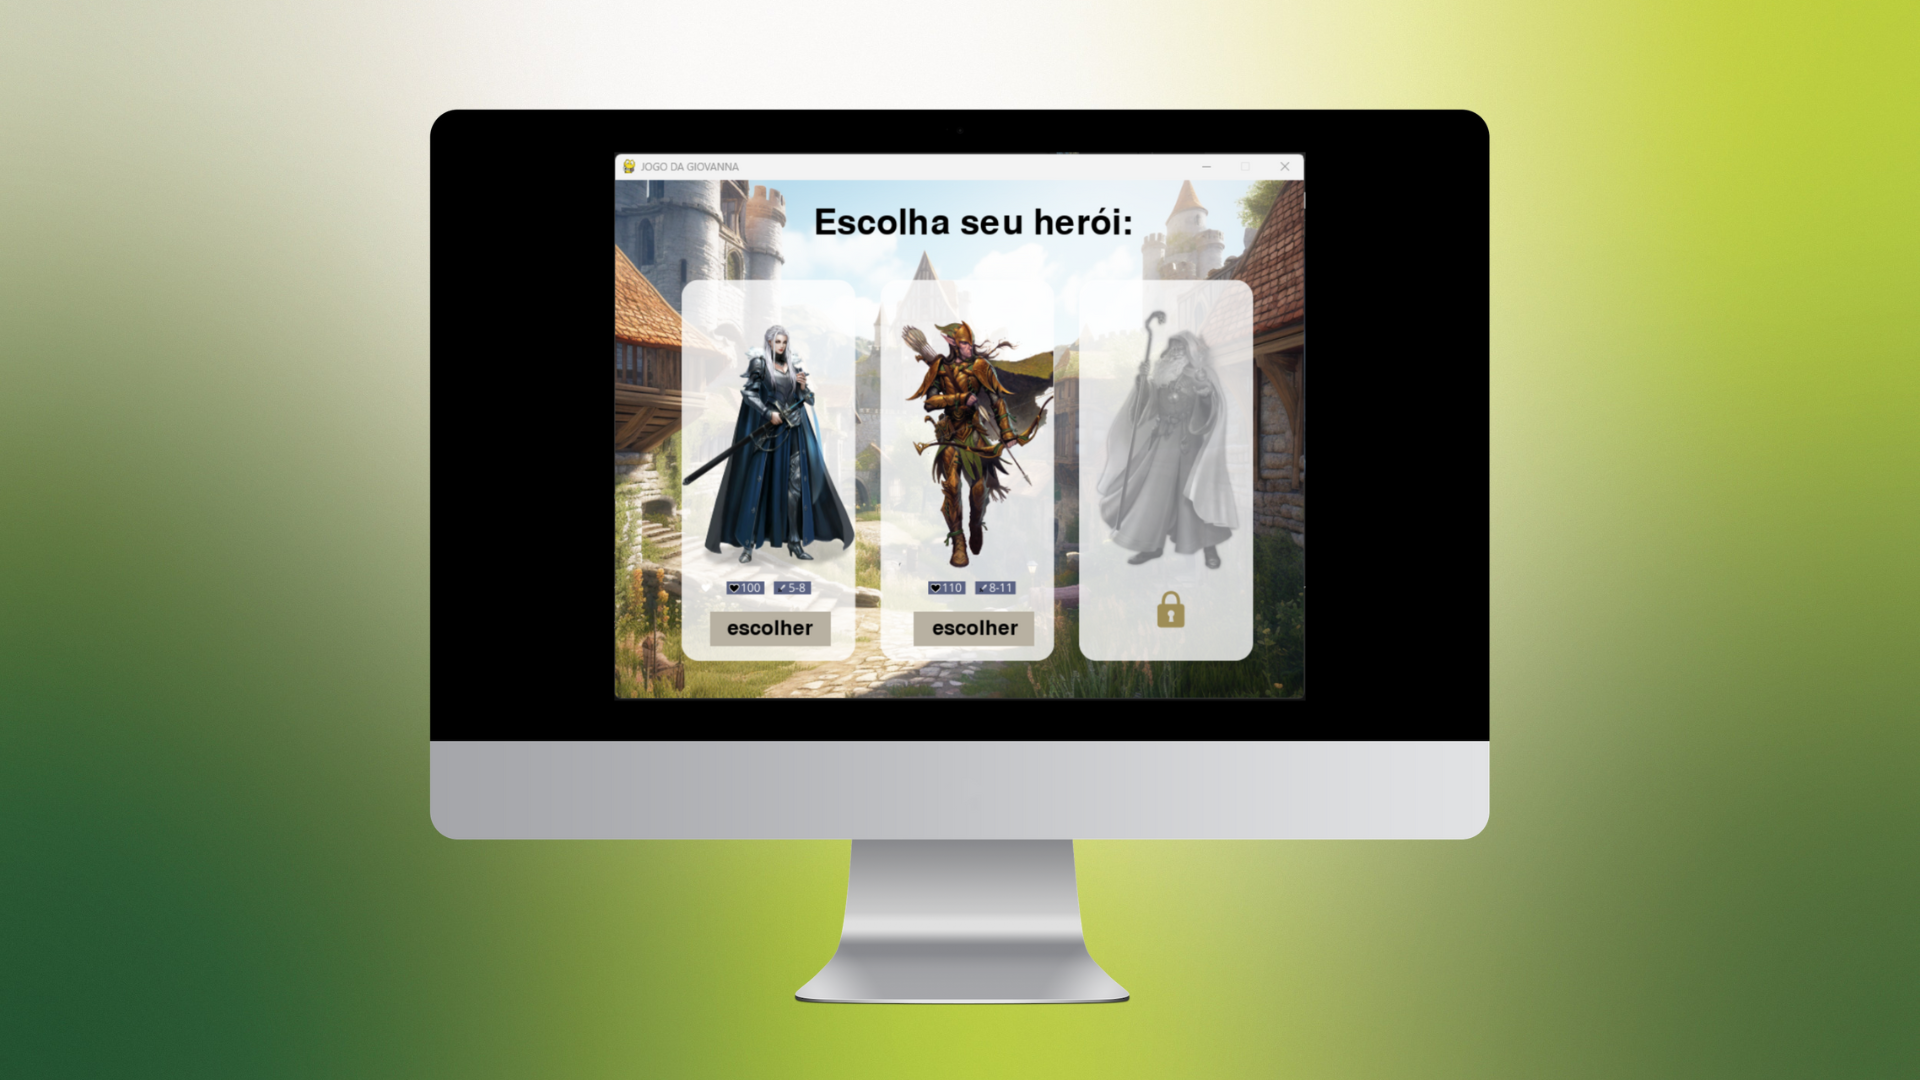 JOGO DA GIOVANNA
Escolha seu herói:
100 5-8
110 8-11
escolher
escolher